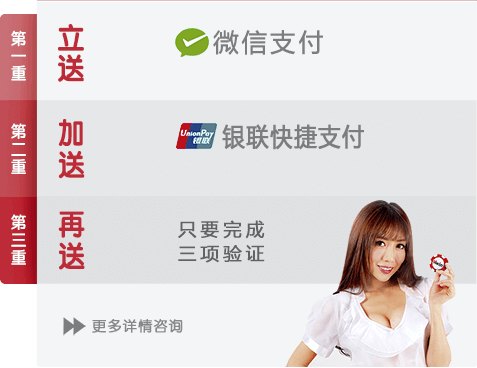 第一重
立送
微信支付
第二重
加送
UnionPay
银联
银联快捷支付
第三重
再送
只要完成
三项验证
更多详情咨询